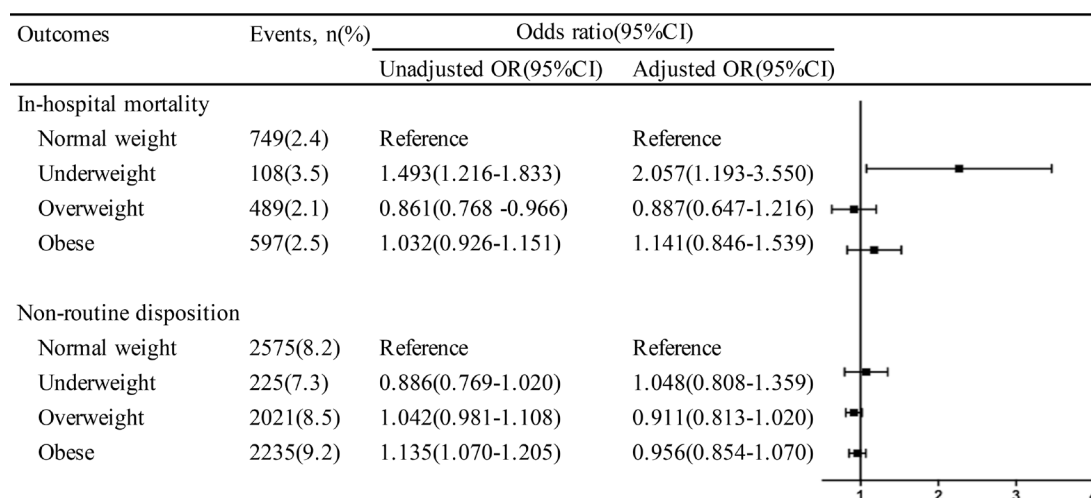 Outcomes Events, n(%) Odds ratio(95%CI)
Unadjusted OR(95%CI) Adjusted OR(95%CI)
In-hospital mortality
Normal weight 749(2.4) Reference Reference
Underweight 108(3.5) 1.493(1.216-1.833) 2.057(1.193-3.550)
Overweight 489(2.1) 0.861(0.768 -0.966) 0.887(0.647-1.216)
Obese 597(2.5) 1.032(0.926-1.151) 1.141(0.846-1.539)
Non-routine disposition
Normal weight 2575(8.2) Reference Reference
Underweight 225(7.3) 0.886(0.769-1.020) 1.048(0.808-1.359)
Overweight 2021(8.5) 1.042(0.981-1.108) 0.911(0.813-1.020)
Obese 2235(9.2) 1.135(1.070-1.205) 0.956(0.854-1.070)
1 2 3